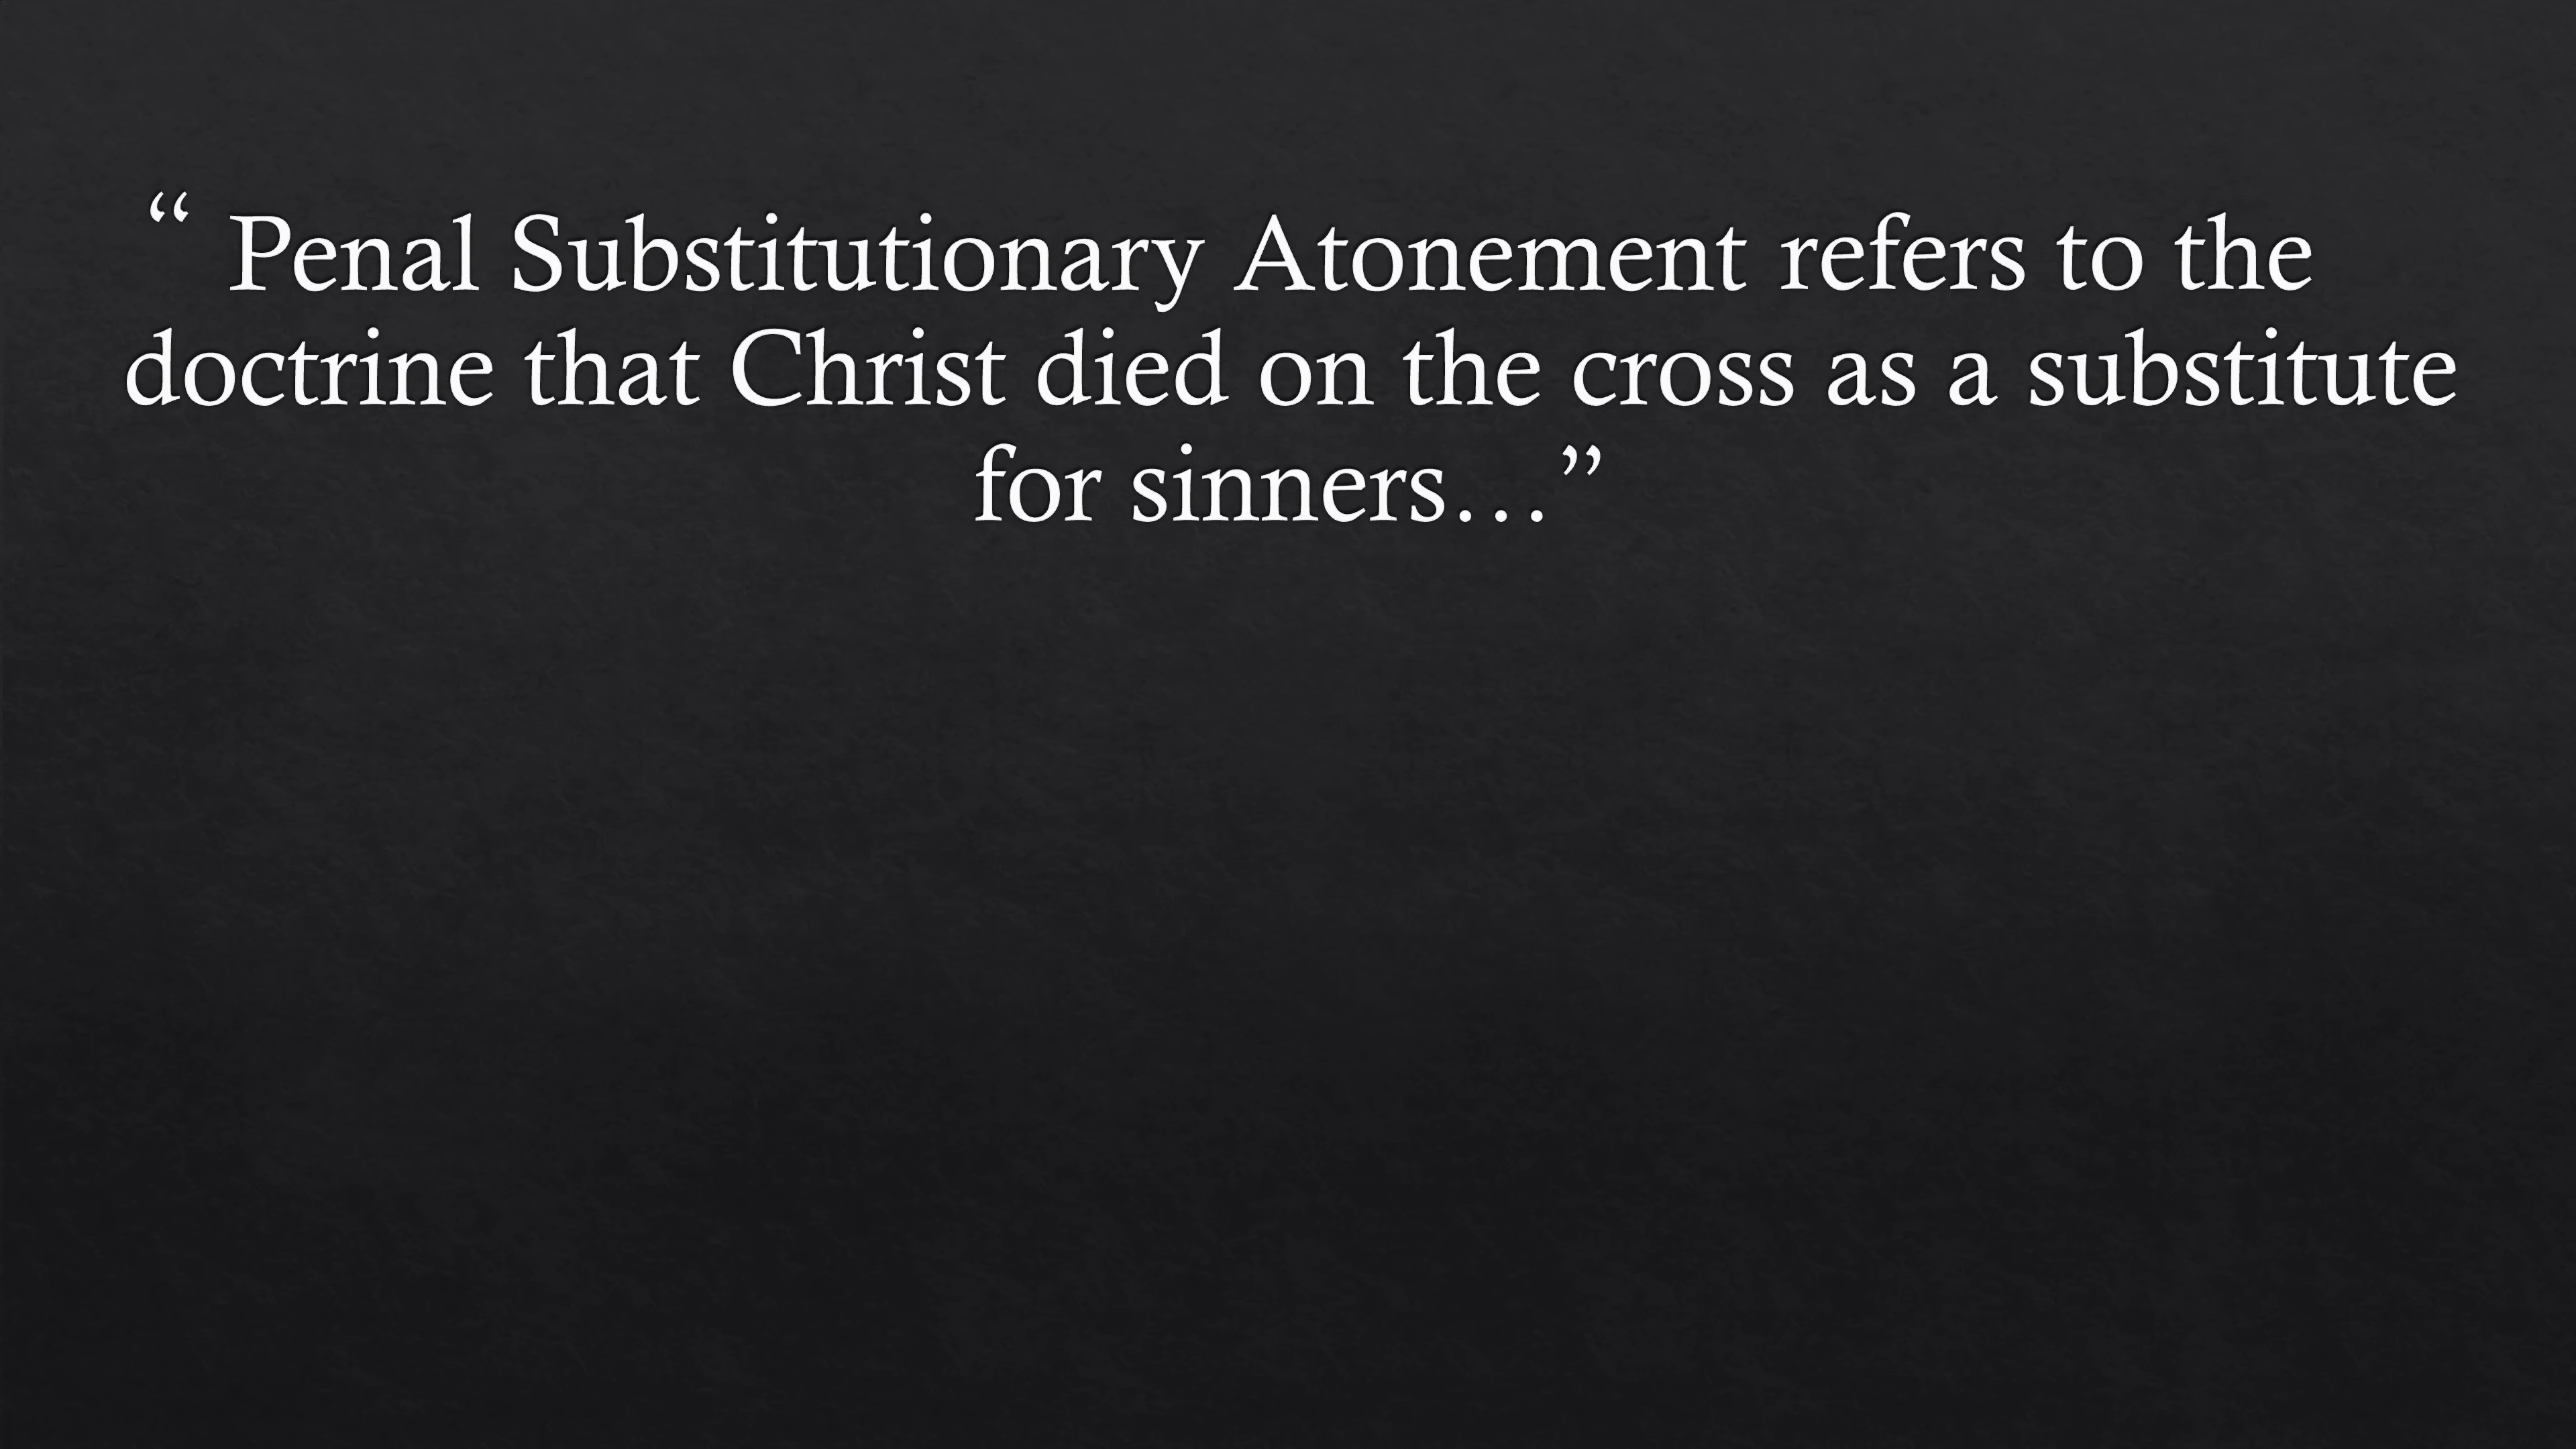 “ Penal Substitutionary Atonement refers to the
doctrine that Christ died on the cross as a substitute
for sinners…”